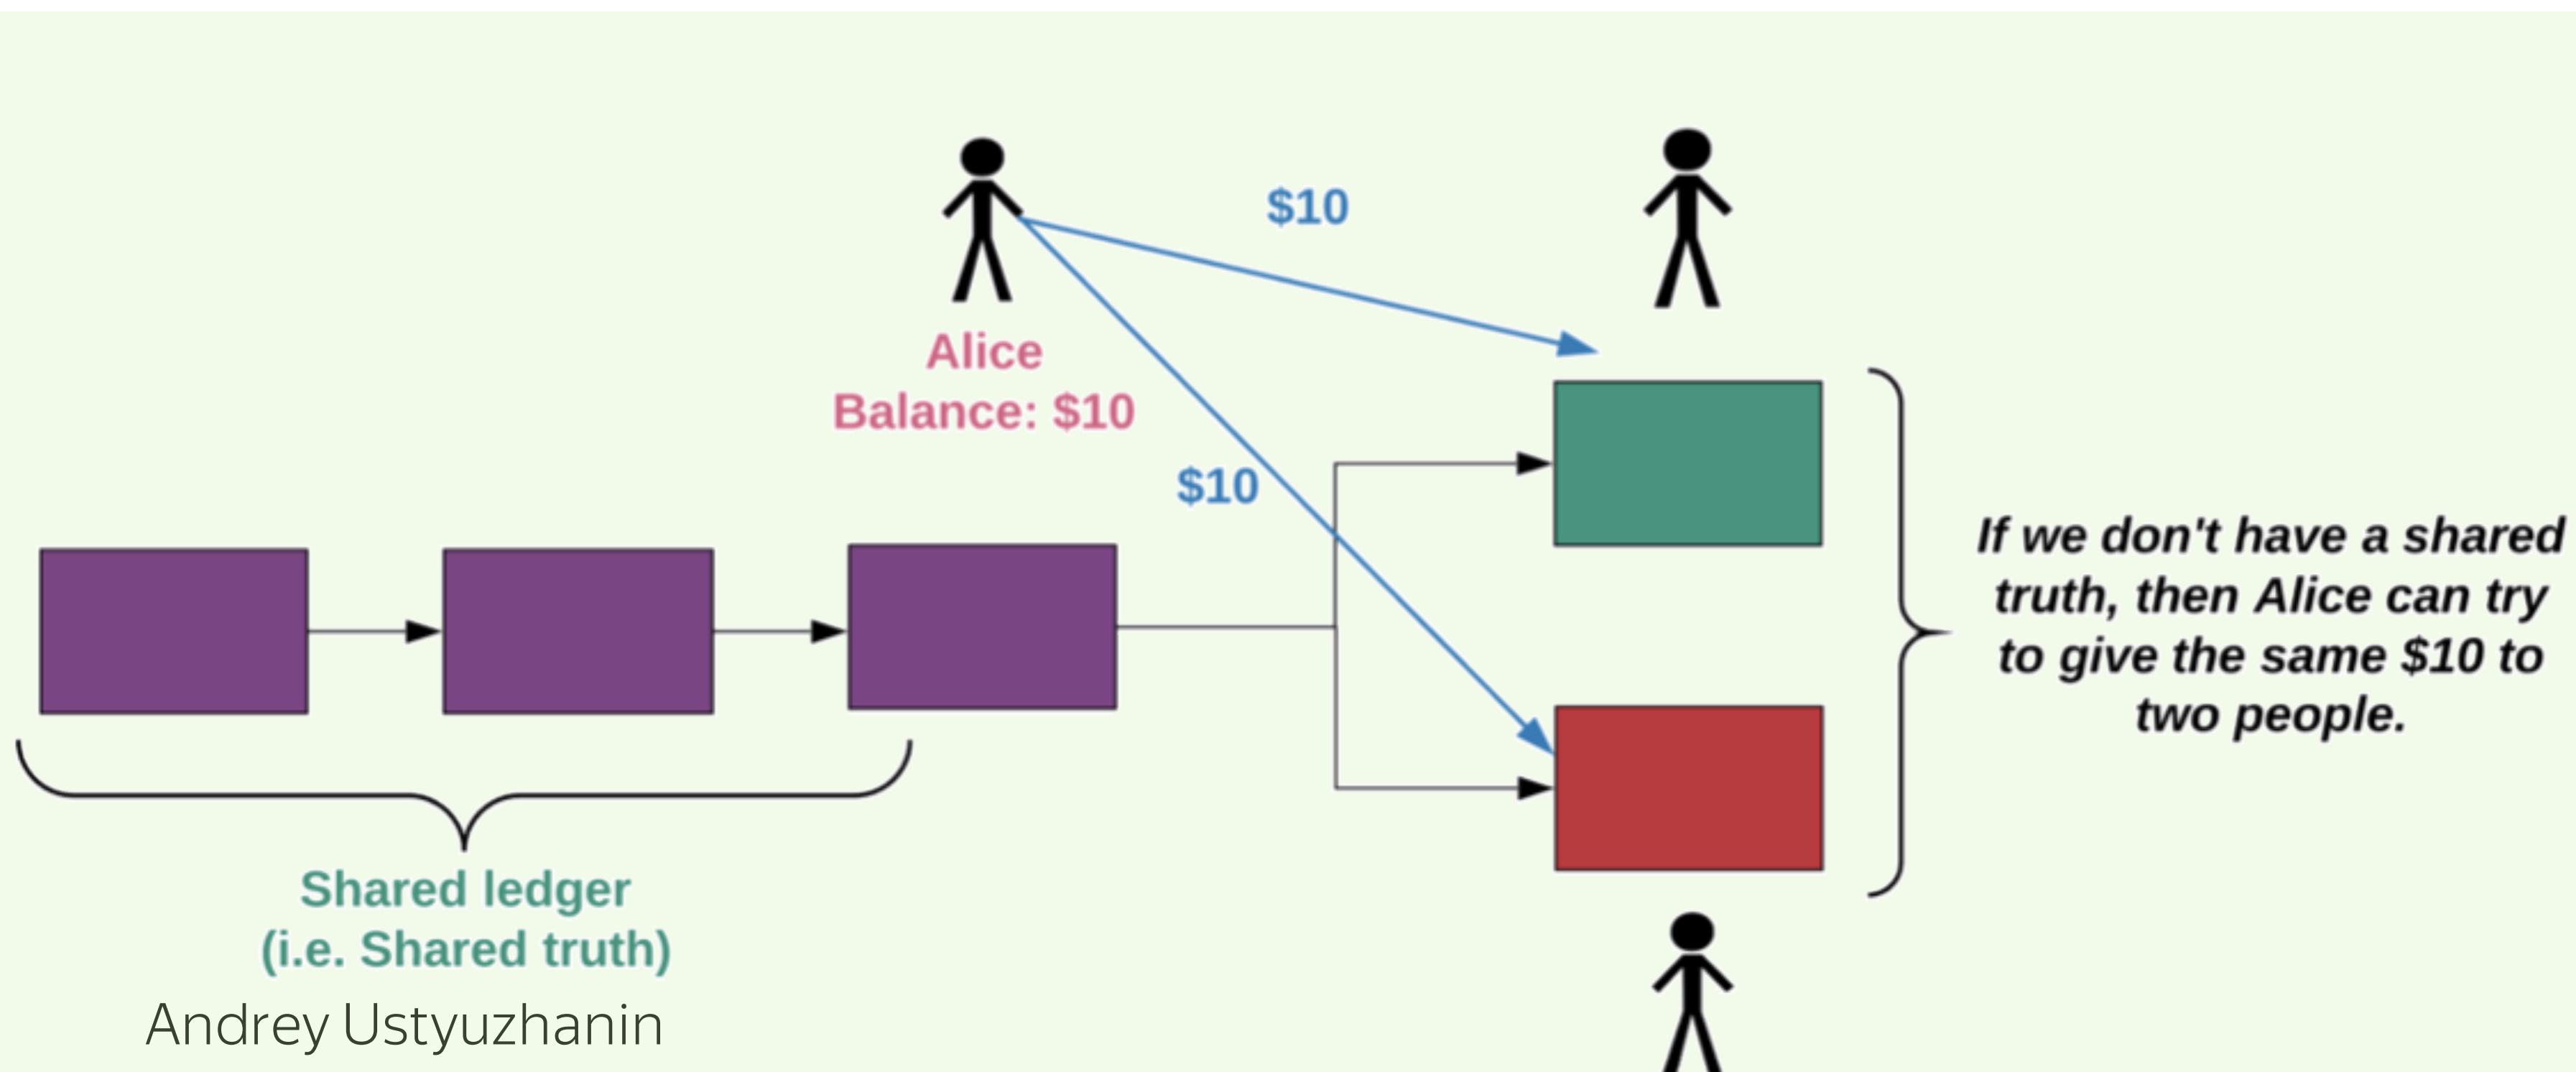 $10
Alice
Balance: $10
$10
If we don't have a shared
truth, then Alice can try
to give the same $10 to
two people.
Shared ledger
(i.e. Shared truth)
Andrey Ustyuzhanin